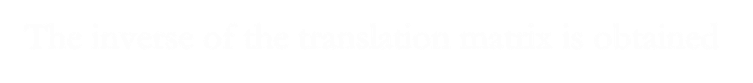 The inverse of the translation matrix is obtained